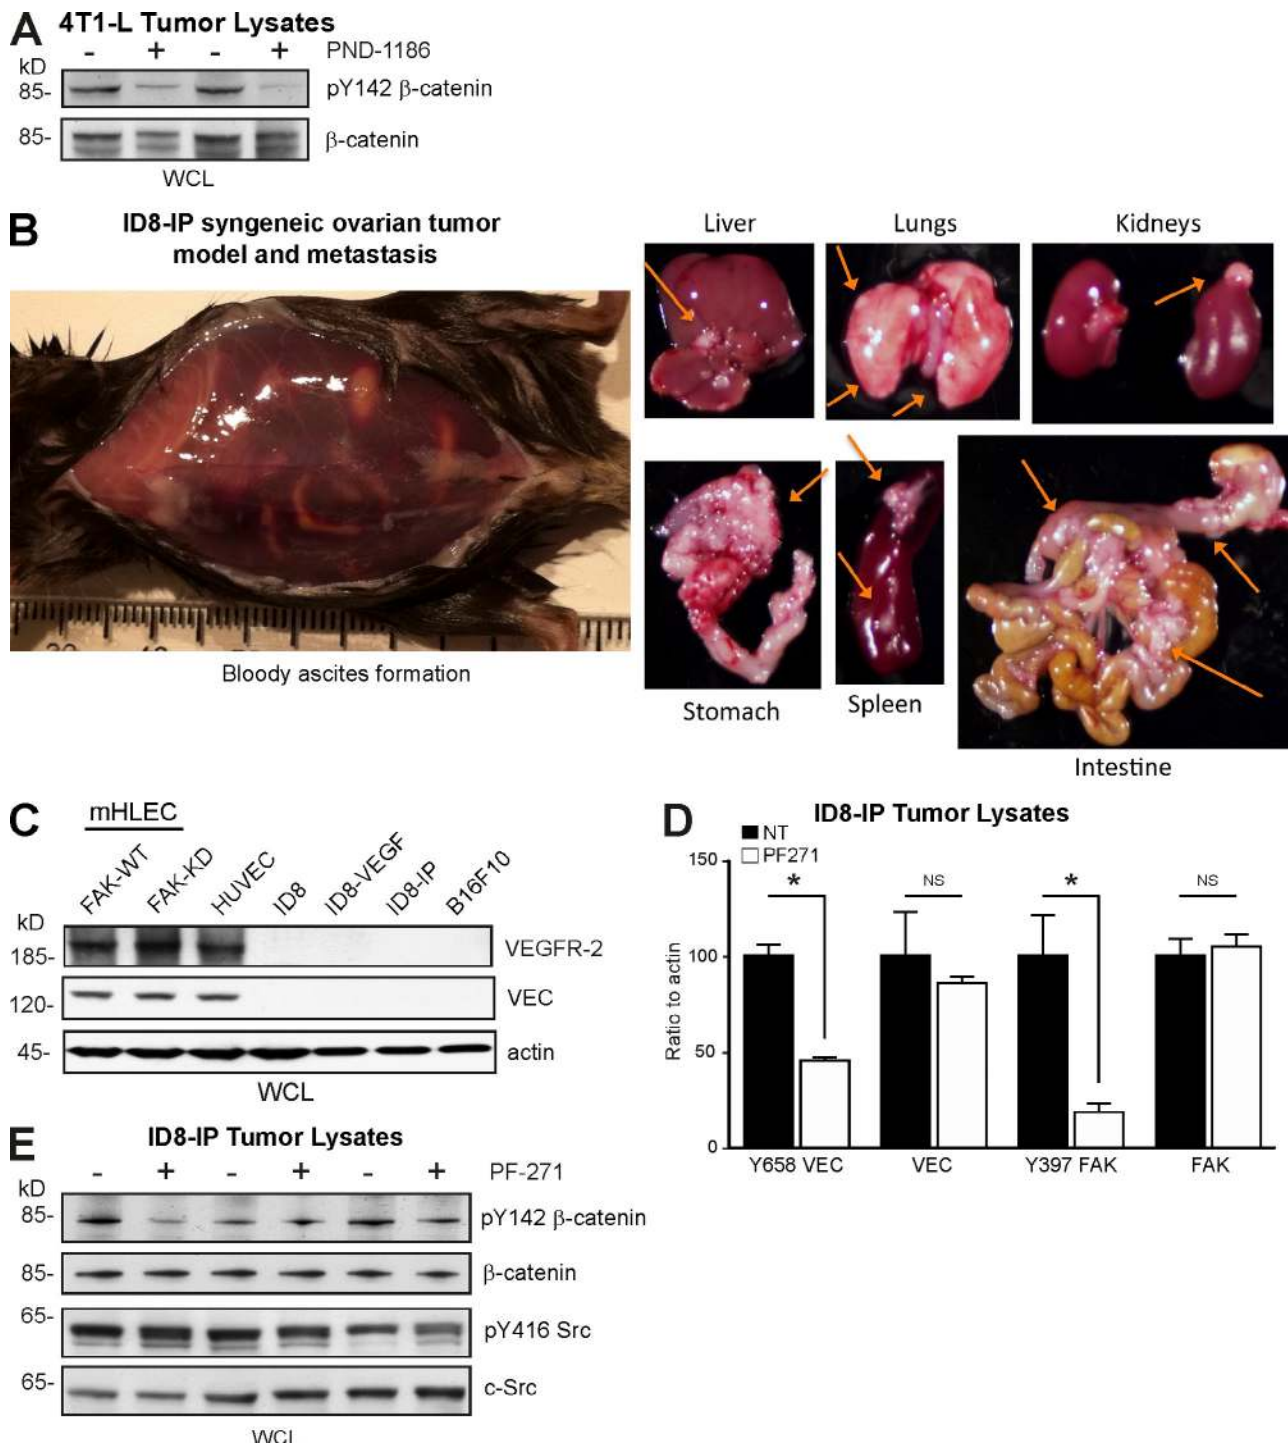 A
4T1-L Tumor Lysates
- + - + PND-1186
kD
85- pY142 β-catenin
85- β-catenin
WCL
B
ID8-IP syngeneic ovarian tumor
model and metastasis
Bloody ascites formation
Liver Lungs Kidneys
Stomach Spleen
Intestine
C
mHLEC
FAK-WT FAK-KD HUVEC ID8 ID8-VEGF ID8-IP B16F10
kD
185- VEGFR-2
120- VEC
45- actin
WCL
D
ID8-IP Tumor Lysates
NT
PF271
Ratio to actin
150
100
50
0
* NS * NS
Y658 VEC VEC Y397 FAK FAK
E
ID8-IP Tumor Lysates
- + - + - + PF-271
kD
85- pY142 β-catenin
85- β-catenin
65- pY416 Src
65- c-Src
WCL